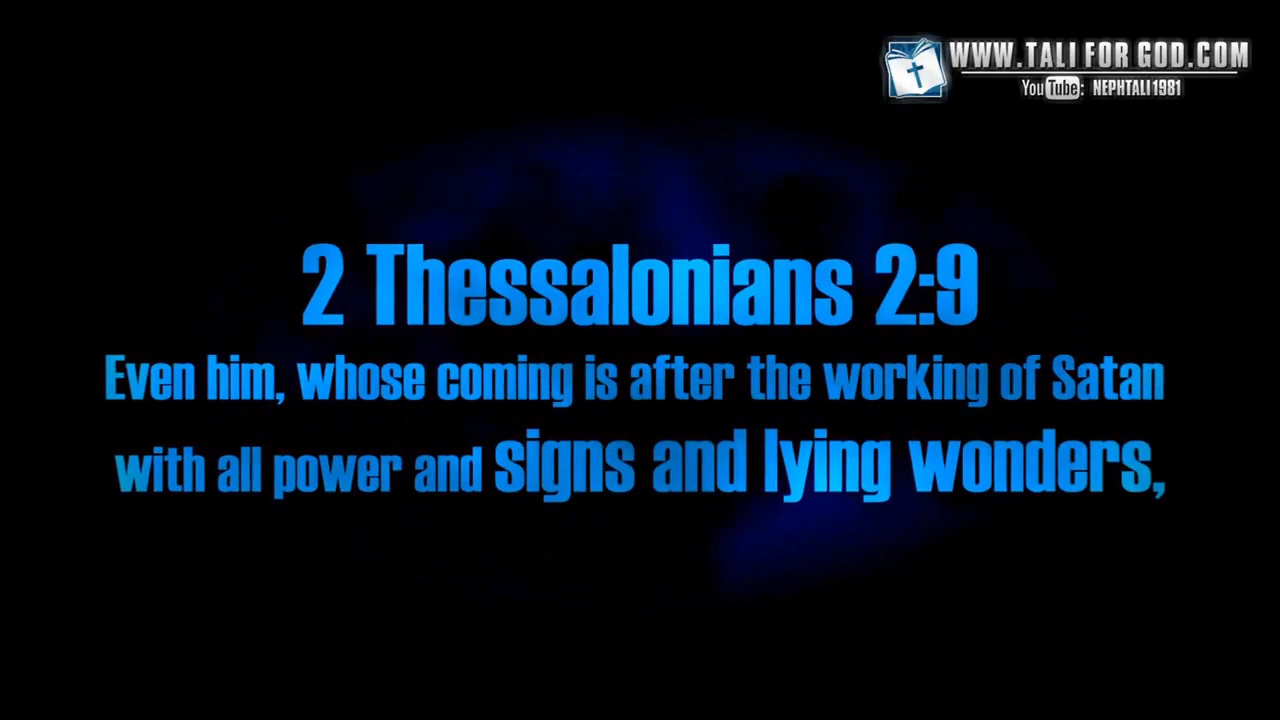 WWW.TALI FOR GOD.COM
YouTube: NEPHTALI1981
2 Thessalonians 2:9
Even him, whose coming is after the working of Satan
with all power and signs and lying wonders,